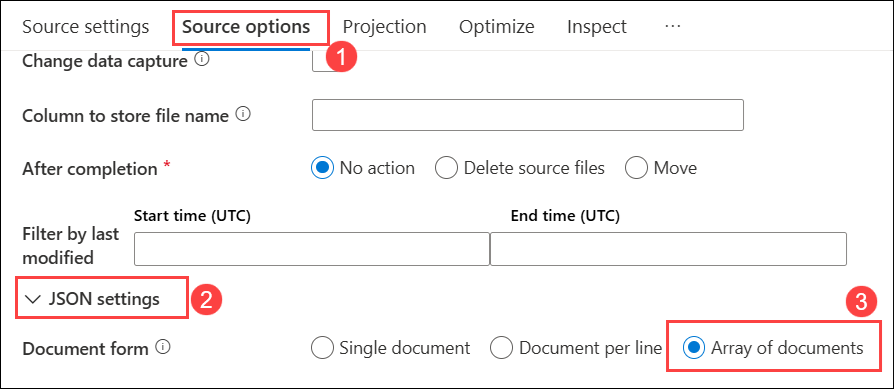 Source settings Source options Projection Optimize Inspect ...
1
Change data capture
Column to store file name
After completion * No action Delete source files Move
Start time (UTC) End time (UTC)
Filter by last
modified
JSON settings 2
3
Document form Single document Document per line Array of documents